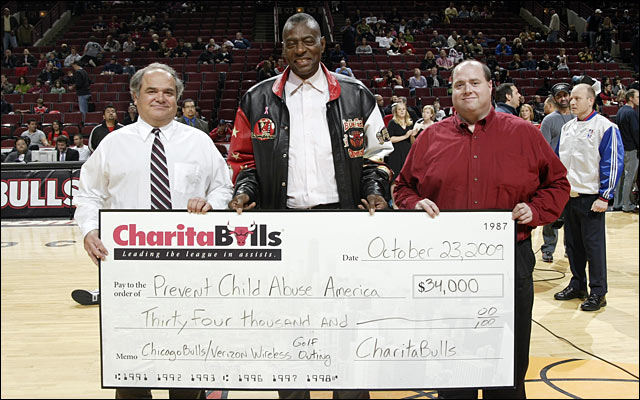 BULLS
1987
CharitaBulls
Leading the league in assists.
Date October 23, 2009
Pay to the order of Prevent Child Abuse America $34,000
Thirty Four thousand and 00/100
Memo Chicago Bulls/Verizon Wireless Golf Outing CharitaBulls
1991 1992 1993 1996 1997 1998